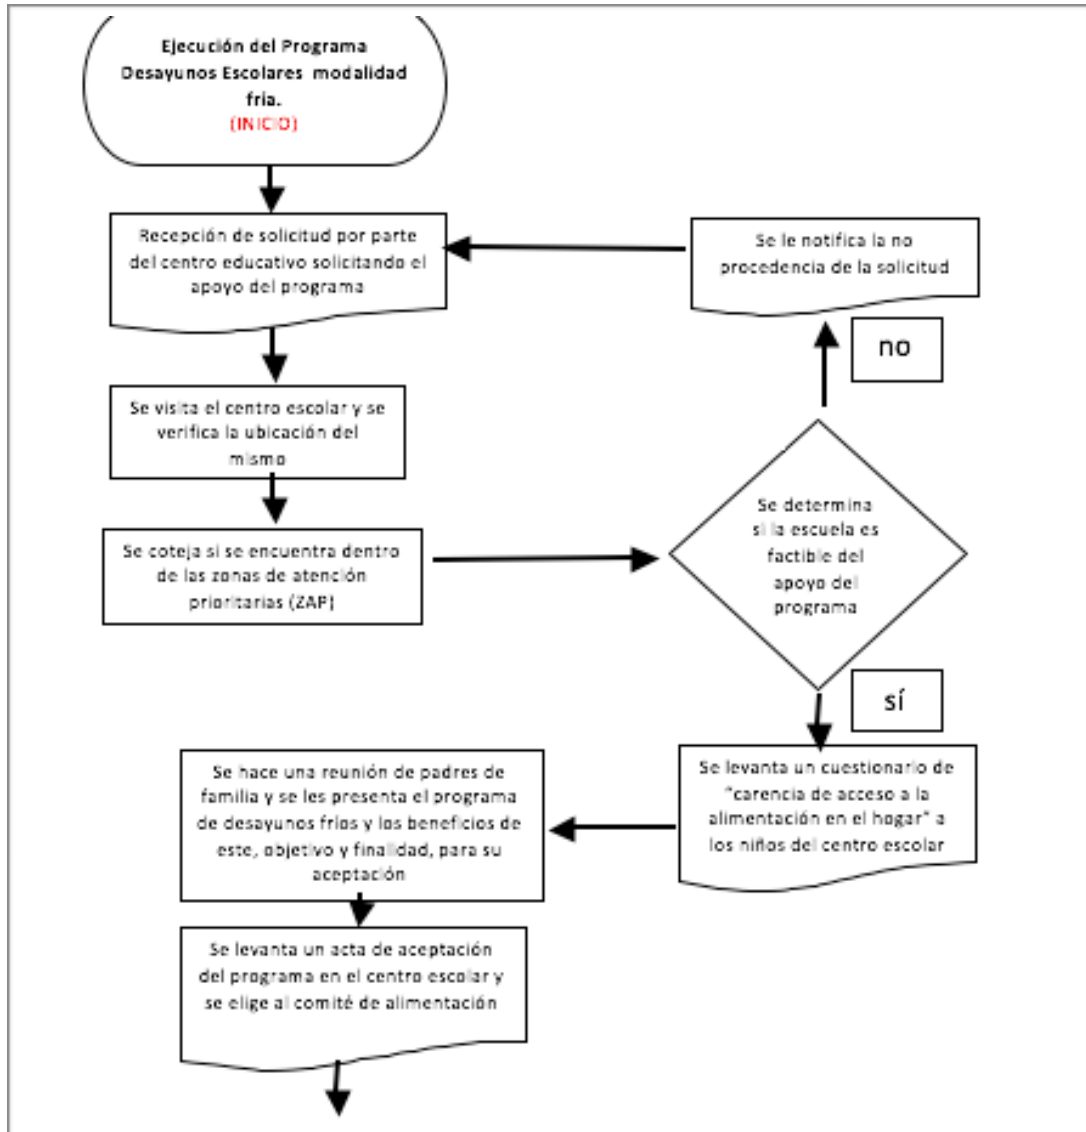 Ejecución del Programa
Desayunos Escolares modalidad
fria.
(INICIO)
Recepción de solicitud por parte
del centro educativo solicitando el
apoyo del programa
Se le notifica la no
procedencia de la solicitud
no
Se visita el centro escolar y se
verifica la ubicación del
mismo
Se coteja si se encuentra dentro
de las zonas de atención
prioritarias (ZAP)
Se determina
si la escuela es
factible del
apoyo del
programa
sí
Se levanta un cuestionario de
"carencia de acceso a la
alimentación en el hogar" a
los niños del centro escolar
Se hace una reunión de padres de
familia y se les presenta el programa
de desayunos fríos y los beneficios de
este, objetivo y finalidad, para su
aceptación
Se levanta un acta de aceptación
del programa en el centro escolar y
se elige al comité de alimentación